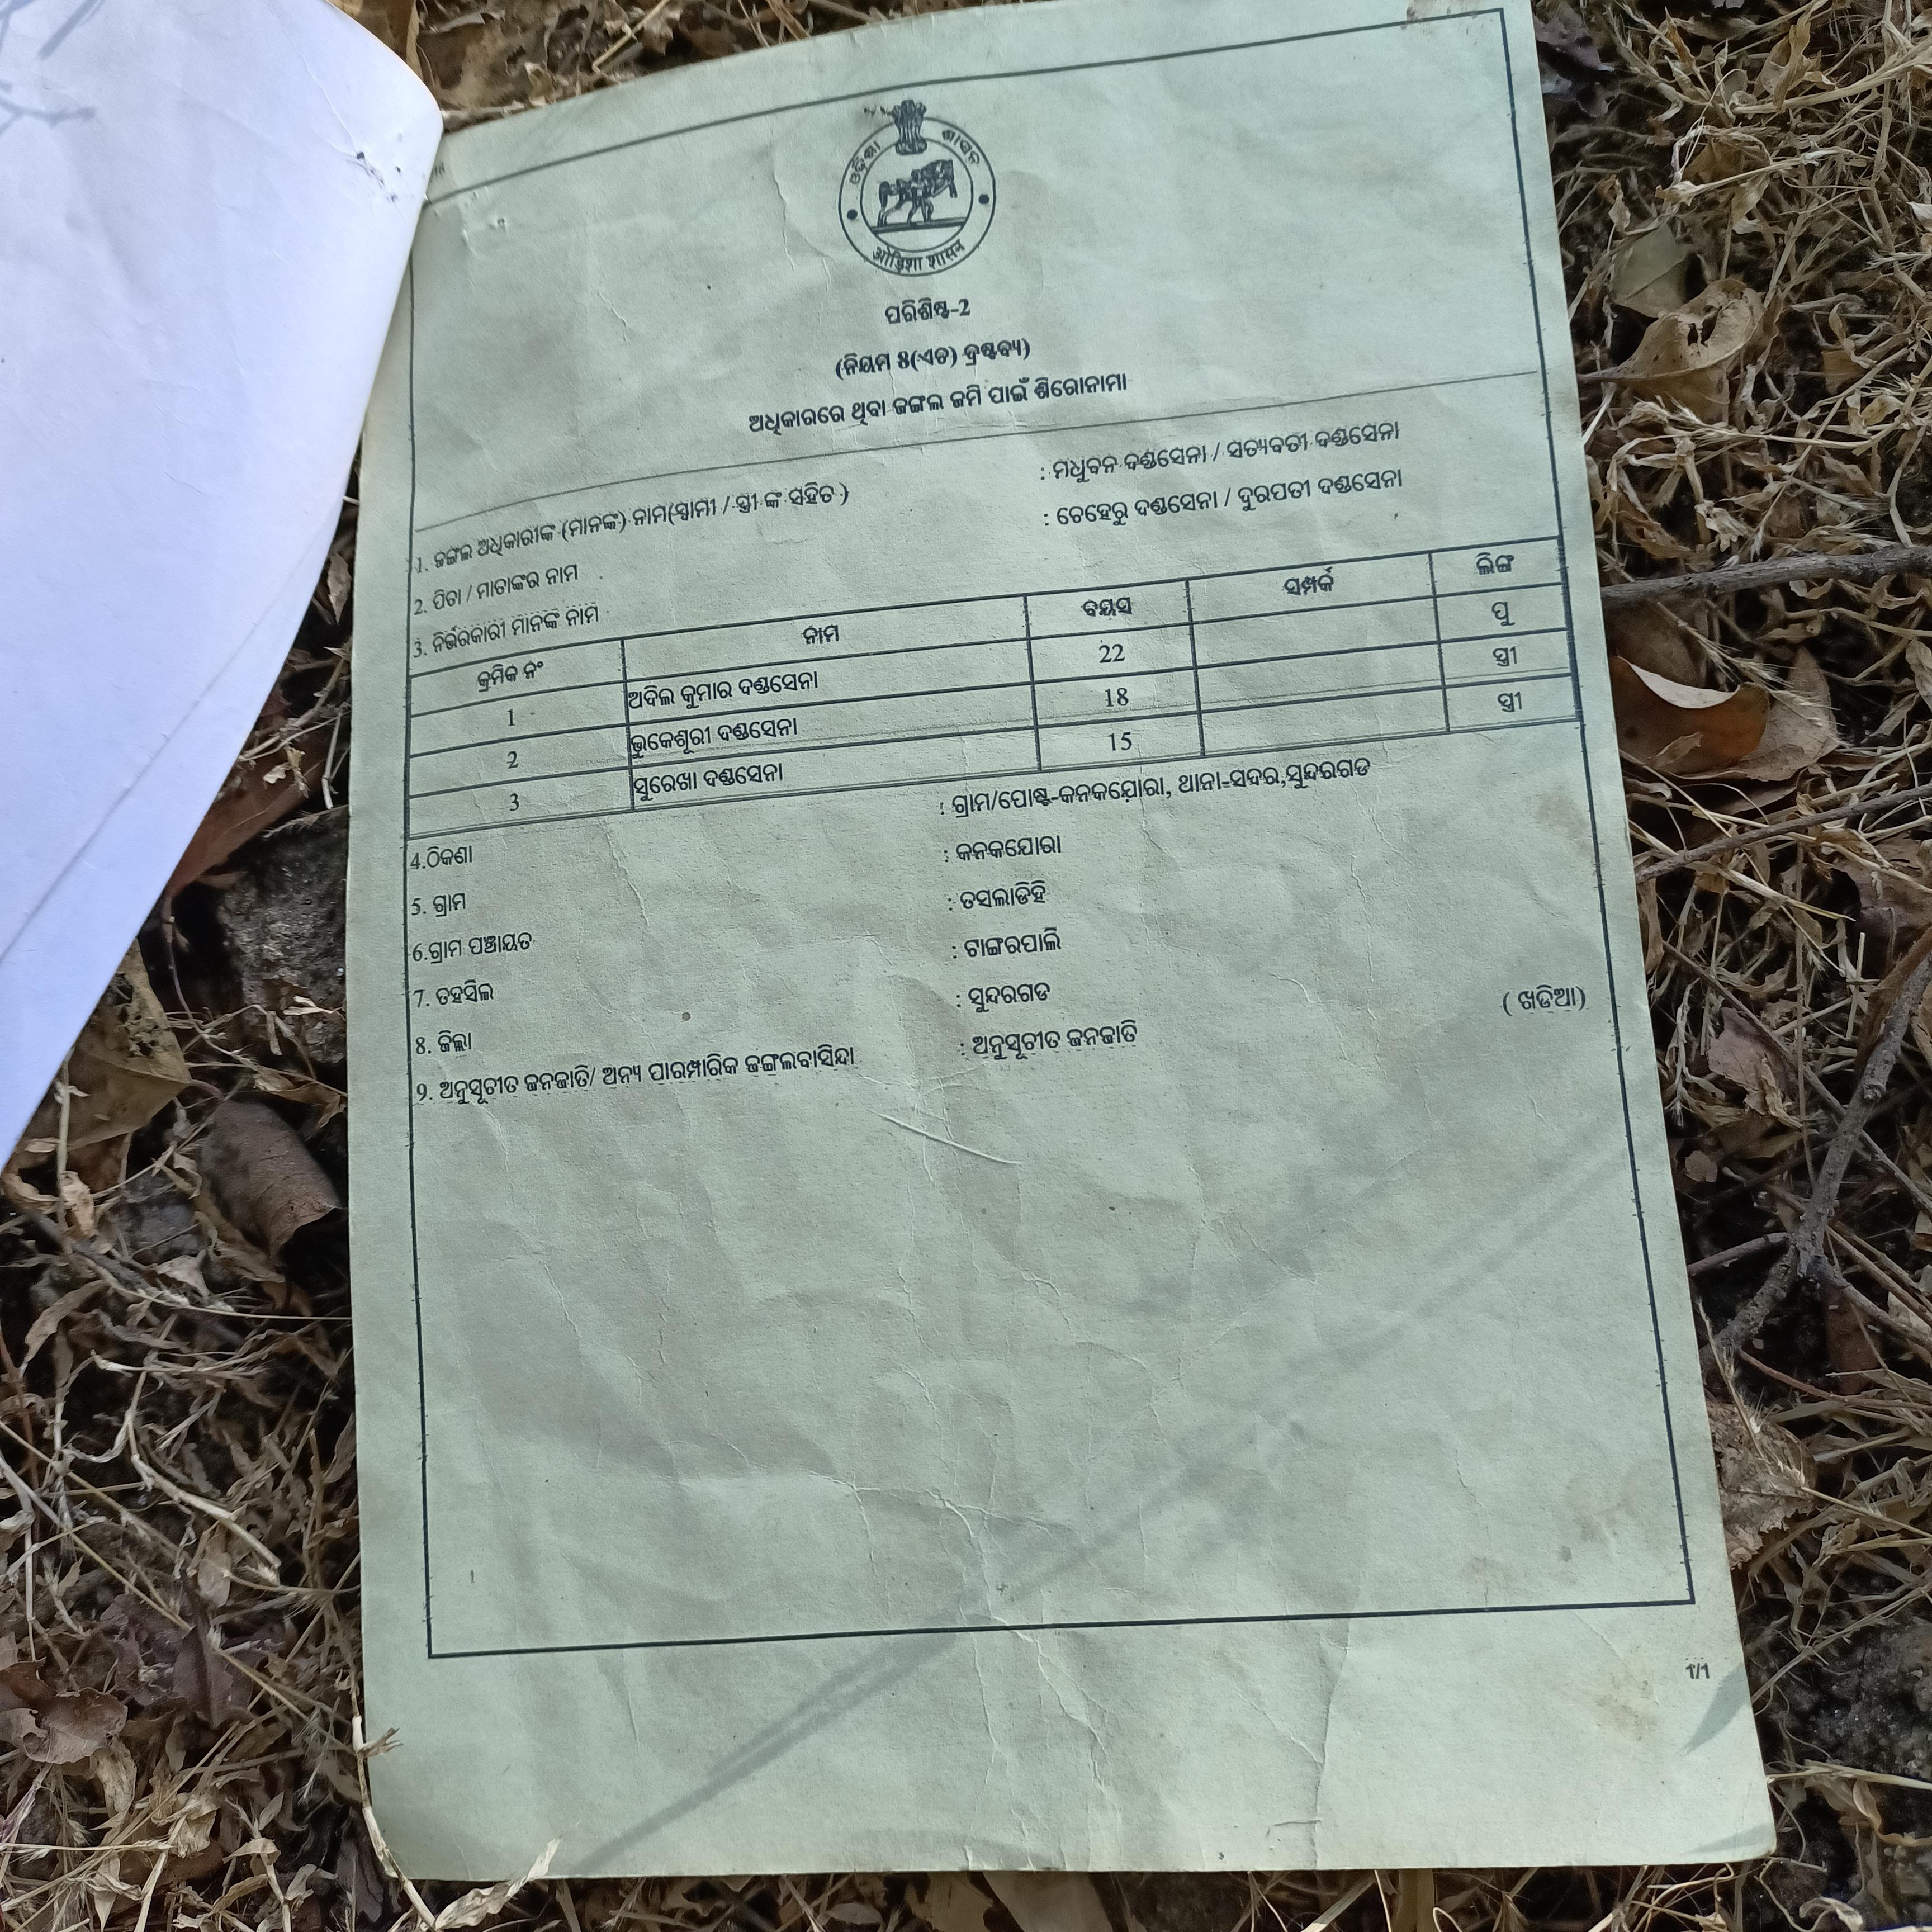 ଓଡ଼ିଶା ଶାସନ
ओड़िशा शासन
ପରିଶିଷ୍ଟ-2
(ନିୟମ 8(ଏଚ) ଦ୍ରଷ୍ଟବ୍ୟ)
ଅଧିକାରରେ ଥିବା ଜଙ୍ଗଲ ଜମି ପାଇଁ ଶିରୋନାମା
1. ଜଙ୍ଗଲ ଅଧିକାରୀଙ୍କ (ମାନଙ୍କ) ନାମ(ସ୍ଵାମୀ / ସ୍ତ୍ରୀ ଙ୍କ ସହିତ) : ମଧୁବନ ଦଣ୍ଡସେନା / ସତ୍ୟବତୀ ଦଣ୍ଡସେନା
2. ପିତା / ମାତାଙ୍କର ନାମ : ଚେହେରୁ ଦଣ୍ଡସେନା / ଦୁରପତୀ ଦଣ୍ଡସେନା
3. ନିର୍ଭରକାରୀ ମାନଙ୍କ ନାମ
କ୍ରମିକ ନଂ ନାମ ବୟସ ସମ୍ପର୍କ ଲିଙ୍ଗ
1 ଅଦିଲ କୁମାର ଦଣ୍ଡସେନା 22 ପୁ
2 ଭୁକେଶ୍ୱରୀ ଦଣ୍ଡସେନା 18 ସ୍ତ୍ରୀ
3 ସୁରେଖା ଦଣ୍ଡସେନା 15 ସ୍ତ୍ରୀ
4.ଠିକଣା : ଗ୍ରାମ/ପୋଷ୍ଟ-କନକଯୋରା, ଥାନା-ସଦର,ସୁନ୍ଦରଗଡ
5. ଗ୍ରାମ : କନକଯୋରା
6.ଗ୍ରାମ ପଞ୍ଚାୟତ : ତସଲାଡିହି
7. ତହସିଲ : ଟାଙ୍ଗରପାଲି
8. ଜିଲ୍ଲା : ସୁନ୍ଦରଗଡ
9. ଅନୁସୂଚୀତ ଜନଜାତି/ ଅନ୍ୟ ପାରମ୍ପାରିକ ଜଙ୍ଗଲବାସିନ୍ଦା : ଅନୁସୂଚୀତ ଜନଜାତି ( ଖଡିଆ)
1/1